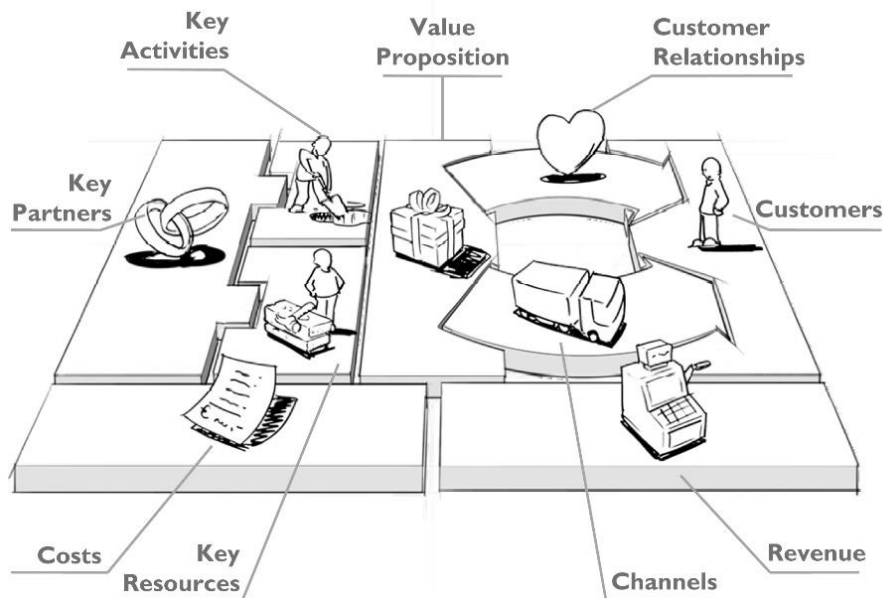 Key
Activities
Value
Proposition
Customer
Relationships
Key
Partners
Customers
€
Costs
Key
Resources
Channels
Revenue